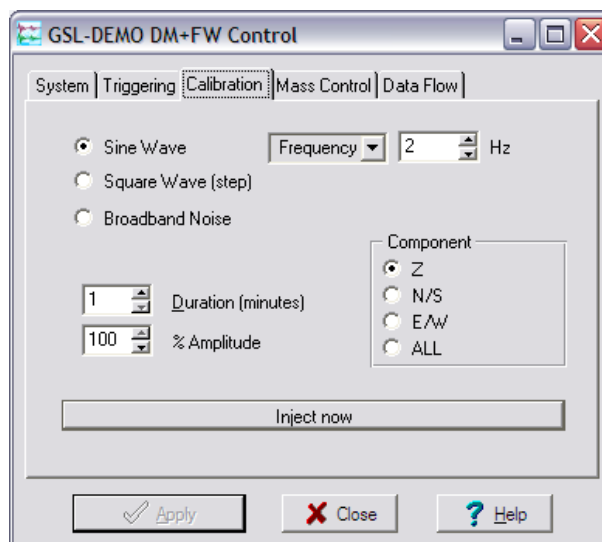 GSL-DEMO DM+FW Control
System Triggering Calibration Mass Control Data Flow
Sine Wave Frequency 2 Hz
Square Wave (step)
Broadband Noise
Component
Z
N/S
E/W
ALL
1 Duration (minutes)
100 % Amplitude
Inject now
Apply Close Help